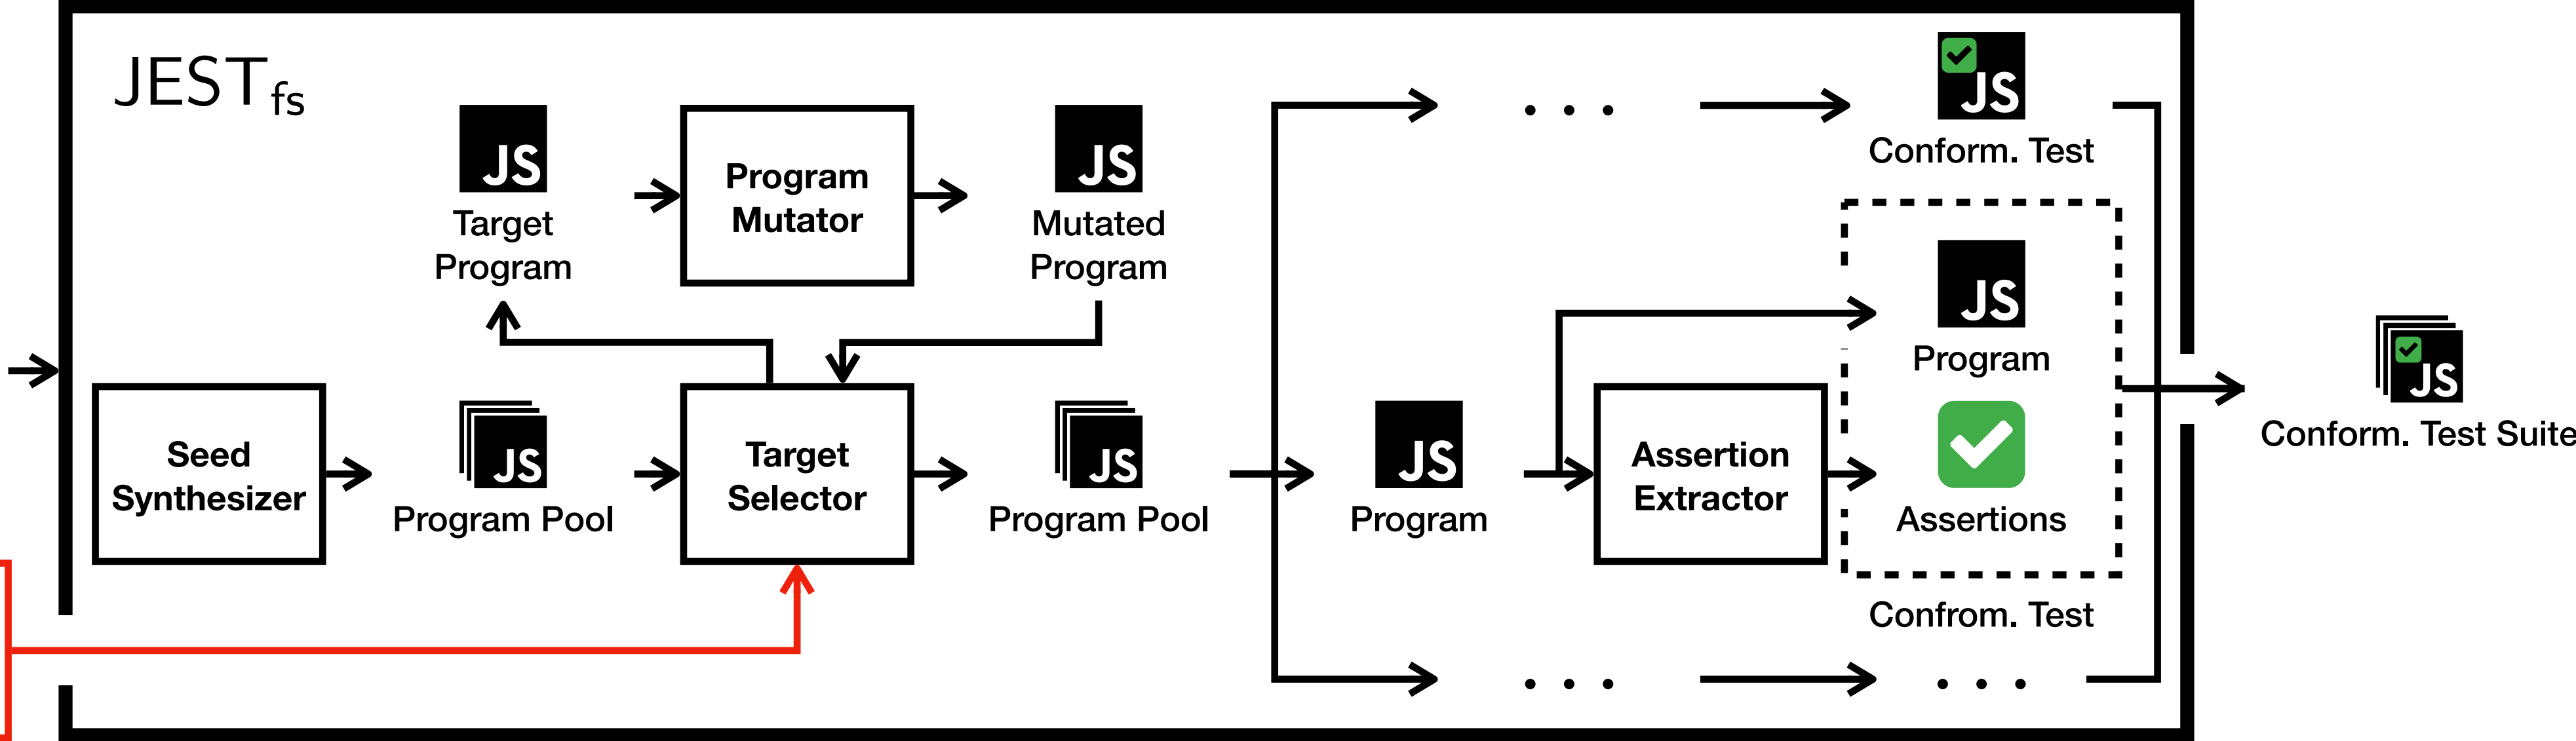 JESTfs
JS
Target
Program
Program
Mutator
JS
Mutated
Program
Seed
Synthesizer
JS
Program Pool
Target
Selector
JS
Program Pool
. . .
JS
Conform. Test
JS
Program
Assertion
Extractor
JS
Program
Assertions
Confrom. Test
. . .
. . .
JS
Conform. Test Suite